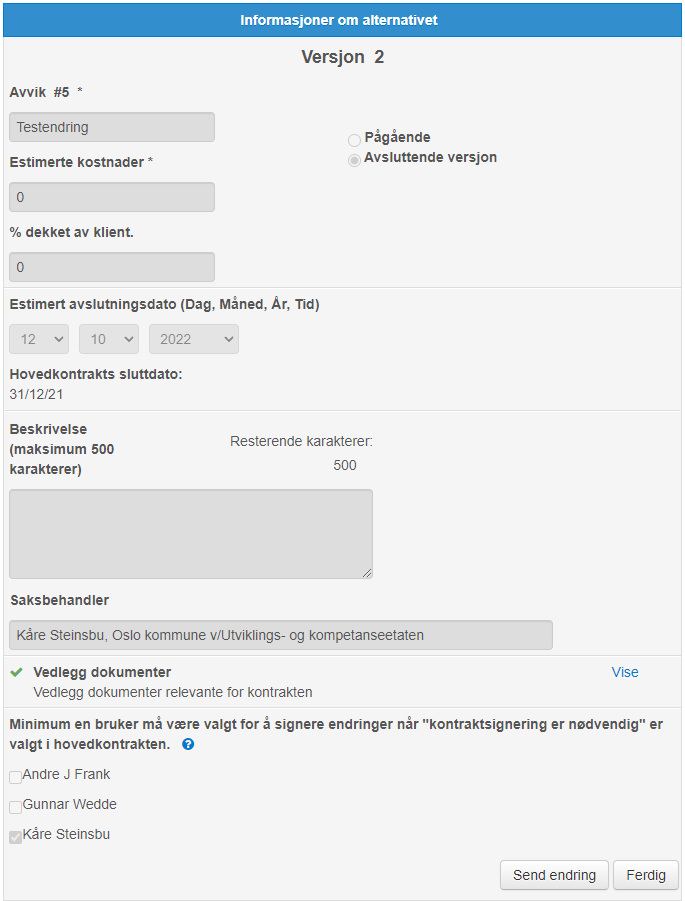 Informasjoner om alternativet
Versjon 2
Avvik #5 *
Testendring
Pågående
Avsluttende versjon
Estimerte kostnader *
0
% dekket av klient.
0
Estimert avslutningsdato (Dag, Måned, År, Tid)
12 10 2022
Hovedkontrakts sluttdato:
31/12/21
Beskrivelse
(maksimum 500
karakterer)
Resterende karakterer:
500
Saksbehandler
Kåre Steinsbu, Oslo kommune v/Utviklings- og kompetanseetaten
Vedlegg dokumenter
Vise
Vedlegg dokumenter relevante for kontrakten
Minimum en bruker må være valgt for å signere endringer når "kontraktsignering er nødvendig" er
valgt i hovedkontrakten. ?
Andre J Frank
Gunnar Wedde
Kåre Steinsbu
Send endring Ferdig